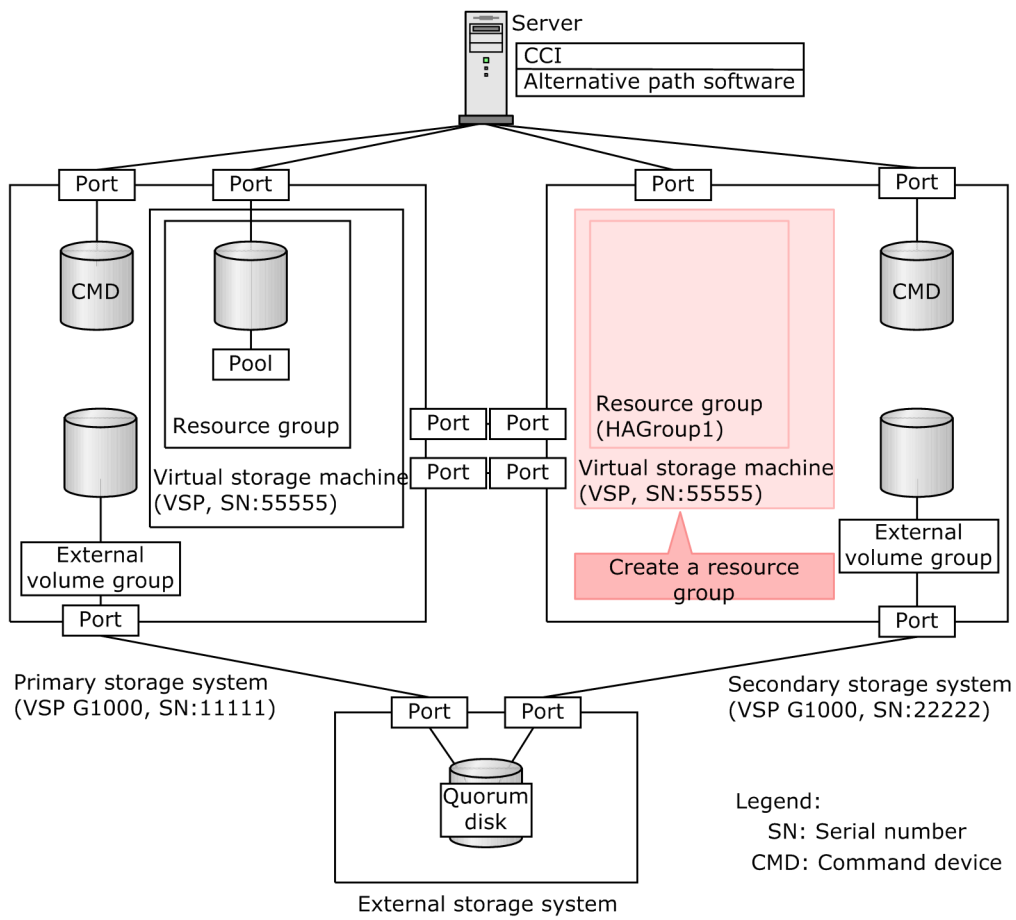 Server
CCI
Alternative path software
Port
Port
Port
Port
CMD
CMD
Pool
Resource group
Resource group
(HAGroup1)
Port
Port
Port
Port
Virtual storage machine
(VSP, SN:55555)
Virtual storage machine
(VSP, SN:55555)
External
volume group
Create a resource
group
External
volume group
Port
Port
Primary storage system
(VSP G1000, SN:11111)
Secondary storage system
(VSP G1000, SN:22222)
Port
Port
Quorum
disk
Legend:
SN: Serial number
CMD: Command device
External storage system